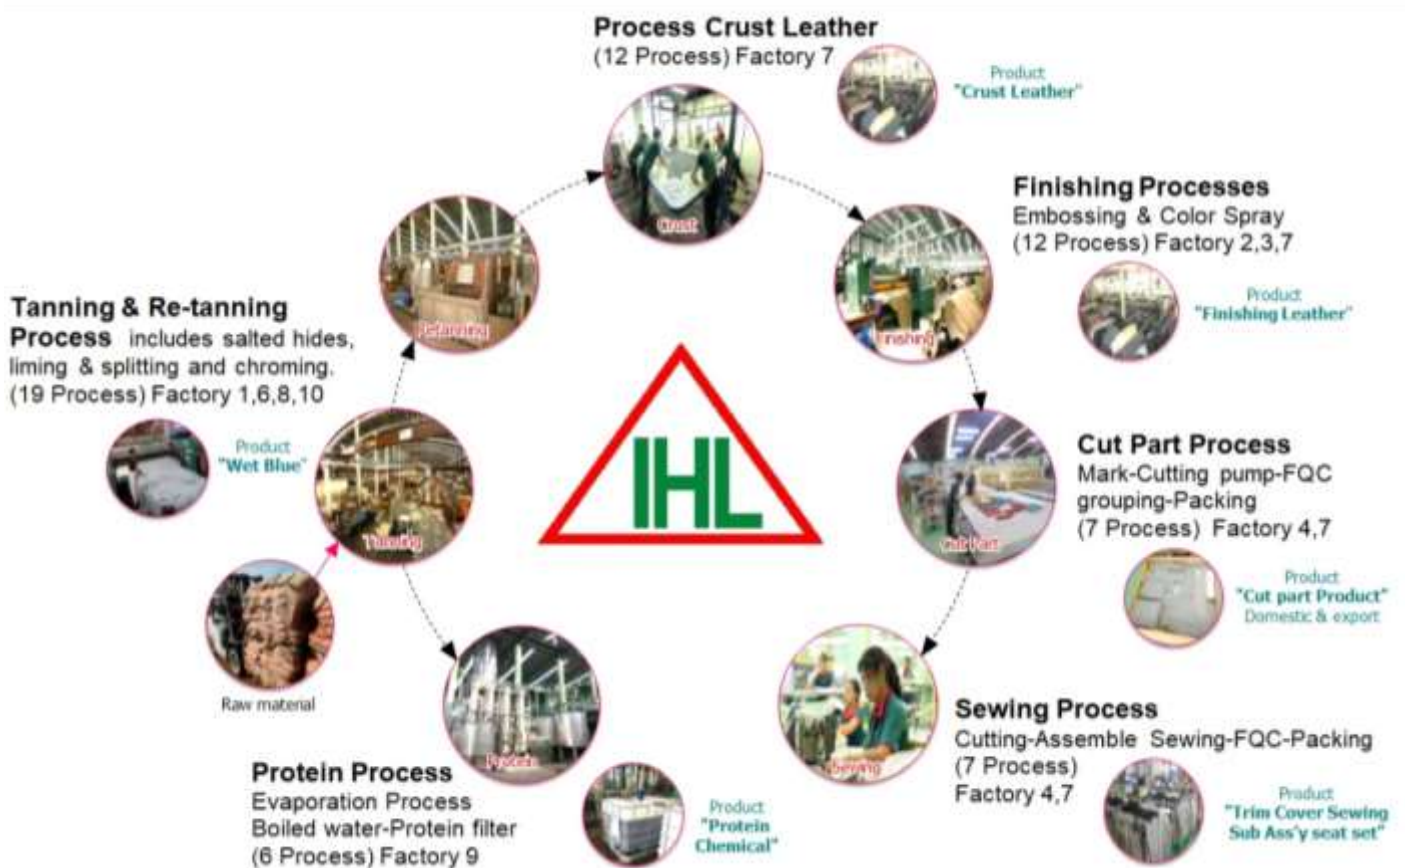 Process Crust Leather
(12 Process) Factory 7
Product
"Crust Leather"
Crust
Finishing Processes
Embossing & Color Spray
(12 Process) Factory 2,3,7
Product
"Finishing Leather"
Finishing
Retanning
Tanning & Re-tanning
Process includes salted hides,
liming & splitting and chroming.
(19 Process) Factory 1,6,8,10
Product
"Wet Blue"
Tanning
IHL
Cut Part Process
Mark-Cutting pump-FQC
grouping-Packing
(7 Process) Factory 4,7
Cut Part
Product
"Cut part Product"
Domestic & export
Raw material
Protein Process
Evaporation Process
Boiled water-Protein filter
(6 Process) Factory 9
Protein
Product
"Protein
Chemical"
Sewing
Sewing Process
Cutting-Assemble Sewing-FQC-Packing
(7 Process)
Factory 4,7
Product
"Trim Cover Sewing
Sub Ass'y seat set"